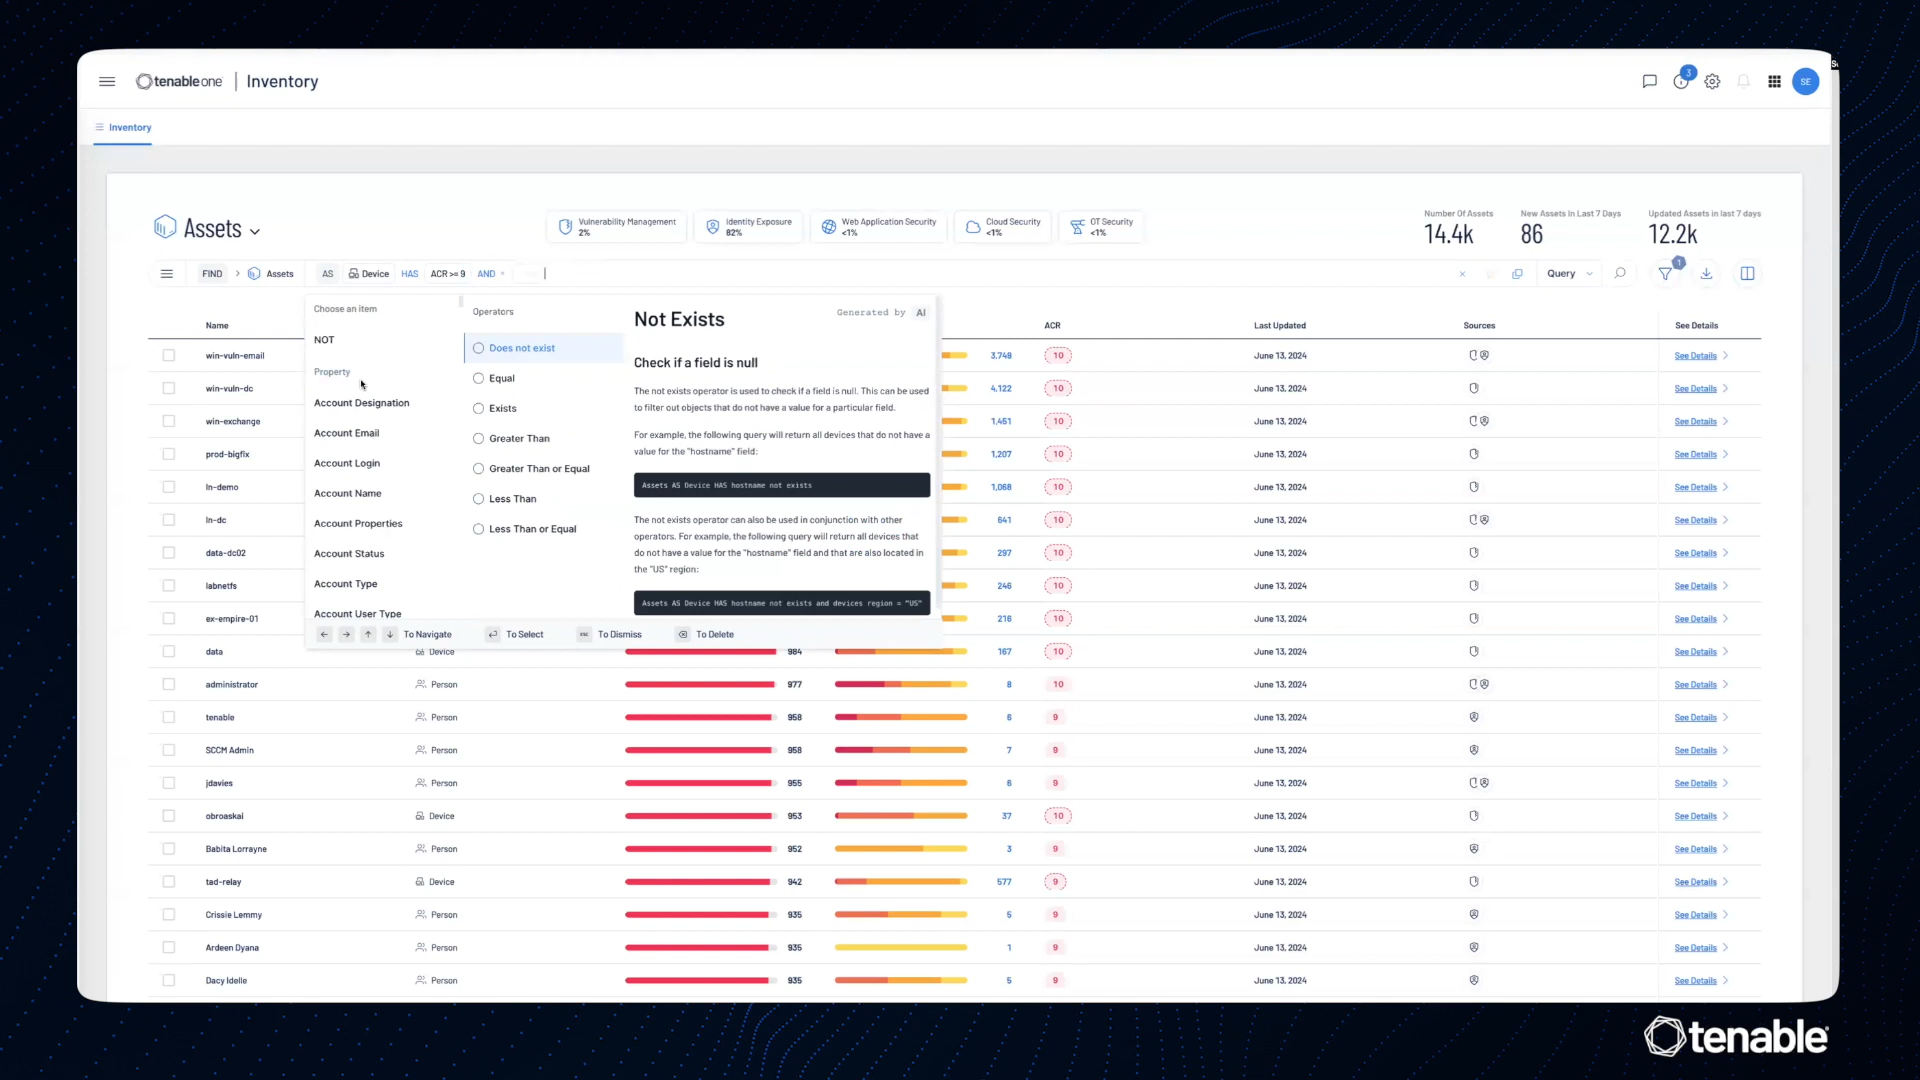 tenable one | Inventory
3
SE
Inventory
Assets
Vulnerability Management
2%
Identity Exposure
82%
Web Application Security
<1%
Cloud Security
<1%
OT Security
<1%
Number Of Assets
14.4k
New Assets In Last 7 Days
86
Updated Assets in last 7 days
12.2k
FIND > Assets AS Device HAS ACR >= 9 AND
Query
1
Choose an item
NOT
Property
Account Designation
Account Email
Account Login
Account Name
Account Properties
Account Status
Account Type
Account User Type
Operators
Does not exist
Equal
Exists
Greater Than
Greater Than or Equal
Less Than
Less Than or Equal
Not Exists
Generated by AI
Check if a field is null
The not exists operator is used to check if a field is null. This can be used
to filter out objects that do not have a value for a particular field.
For example, the following query will return all devices that do not have a
value for the "hostname" field:
Assets AS Device HAS hostname not exists
The not exists operator can also be used in conjunction with other
operators. For example, the following query will return all devices that
do not have a value for the "hostname" field and that are also located in
the "US" region:
Assets AS Device HAS hostname not exists and devices region = "US"
To Navigate
To Select
ESC To Dismiss
To Delete
Name ACR Last Updated Sources See Details
win-vuln-email 3,749 10 June 13, 2024 See Details
win-vuln-dc 4,122 10 June 13, 2024 See Details
win-exchange 1,451 10 June 13, 2024 See Details
prod-bigfix 1,207 10 June 13, 2024 See Details
ln-demo 1,068 10 June 13, 2024 See Details
ln-dc 641 10 June 13, 2024 See Details
data-dc02 297 10 June 13, 2024 See Details
labnetfs 246 10 June 13, 2024 See Details
ex-empire-01 216 10 June 13, 2024 See Details
data Device 984 167 10 June 13, 2024 See Details
administrator Person 977 8 10 June 13, 2024 See Details
tenable Person 958 6 9 June 13, 2024 See Details
SCCM Admin Person 958 7 9 June 13, 2024 See Details
jdavies Person 955 6 9 June 13, 2024 See Details
obroaskai Device 953 37 10 June 13, 2024 See Details
Babita Lorrayne Person 952 3 9 June 13, 2024 See Details
tad-relay Device 942 577 9 June 13, 2024 See Details
Crissie Lemmy Person 935 5 9 June 13, 2024 See Details
Ardeen Dyana Person 935 1 9 June 13, 2024 See Details
Dacy Idelle Person 935 5 9 June 13, 2024 See Details
tenable